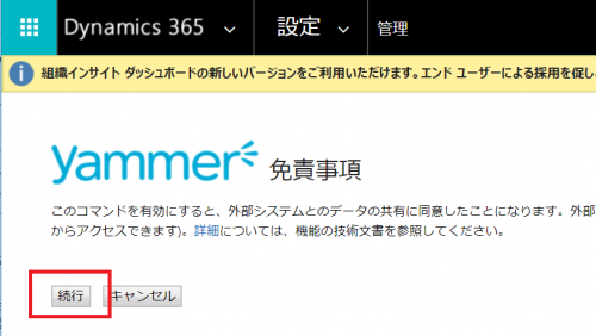 Dynamics 365 設定 管理
組織インサイト ダッシュボードの新しいバージョンをご利用いただけます。エンド ユーザーによる採用を促し
yammer 免責事項
このコマンドを有効にすると、外部システムとのデータの共有に同意したことになります。外部
からアクセスできます)。詳細については、機能の技術文書を参照してください。
続行 キャンセル